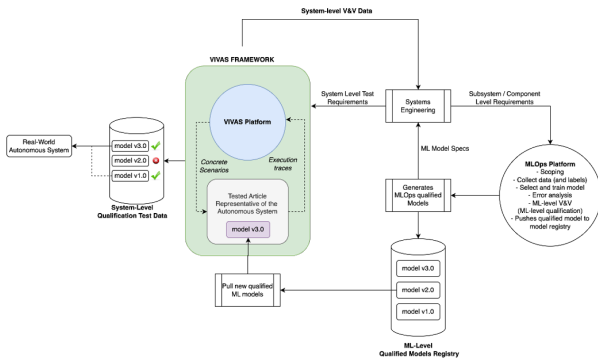 System-level V&V Data
VIVAS FRAMEWORK
VIVAS Platform
Concrete
Scenarios
Execution
traces
Tested Article
Representative of the
Autonomous System
model v3.0
System Level Test
Requirements
Systems
Engineering
Subsystem / Component
Level Requirements
ML Model Specs
Real-World
Autonomous System
model v3.0
model v2.0
model v1.0
System-Level
Qualification Test Data
Generates
MLOps qualified
Models
MLOps Platform
- Scoping
- Collect data (and labels)
- Select and train model
- Error analysis
- ML-level V&V
(ML-level qualification)
- Pushes qualified model to
model registry
Pull new qualified
ML models
model v3.0
model v2.0
model v1.0
ML-Level
Qualified Models Registry